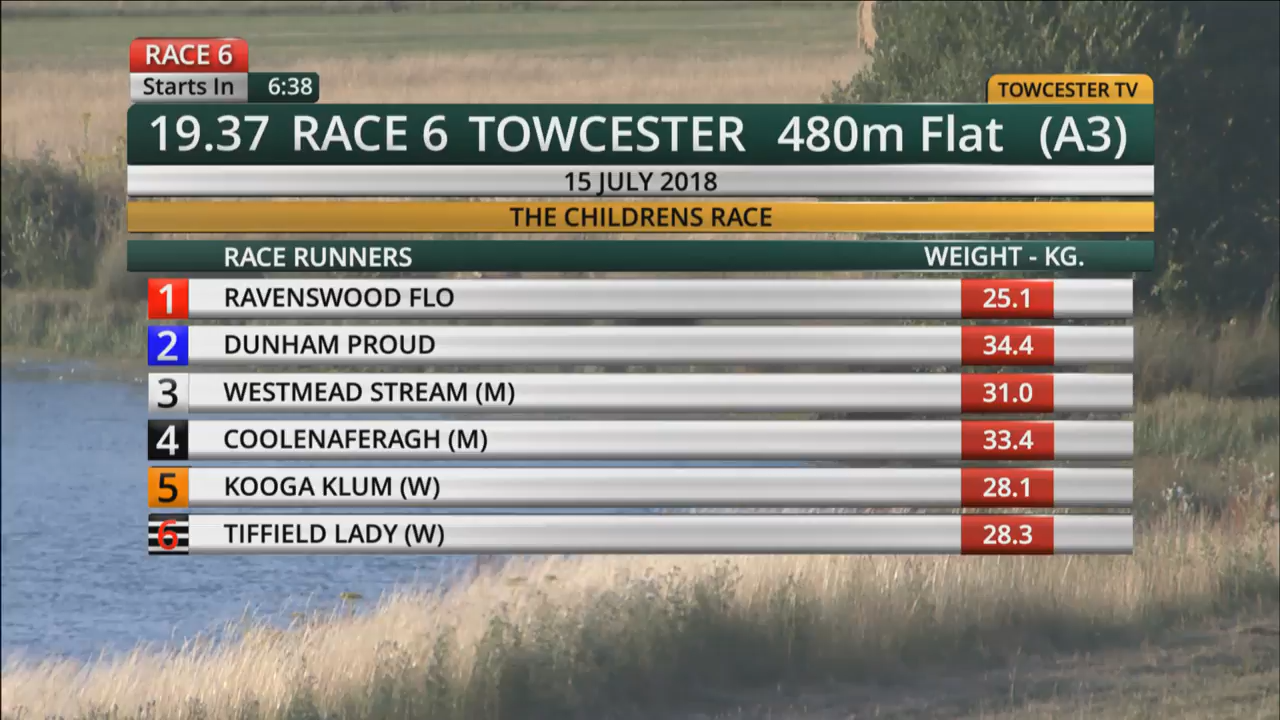 RACE 6
Starts In 6:38
TOWCESTER TV
19.37 RACE 6 TOWCESTER 480m Flat (A3)
15 JULY 2018
THE CHILDRENS RACE
RACE RUNNERS WEIGHT - KG.
1 RAVENSWOOD FLO 25.1
2 DUNHAM PROUD 34.4
3 WESTMEAD STREAM (M) 31.0
4 COOLENAFERAGH (M) 33.4
5 KOOGA KLUM (W) 28.1
6 TIFFIELD LADY (W) 28.3